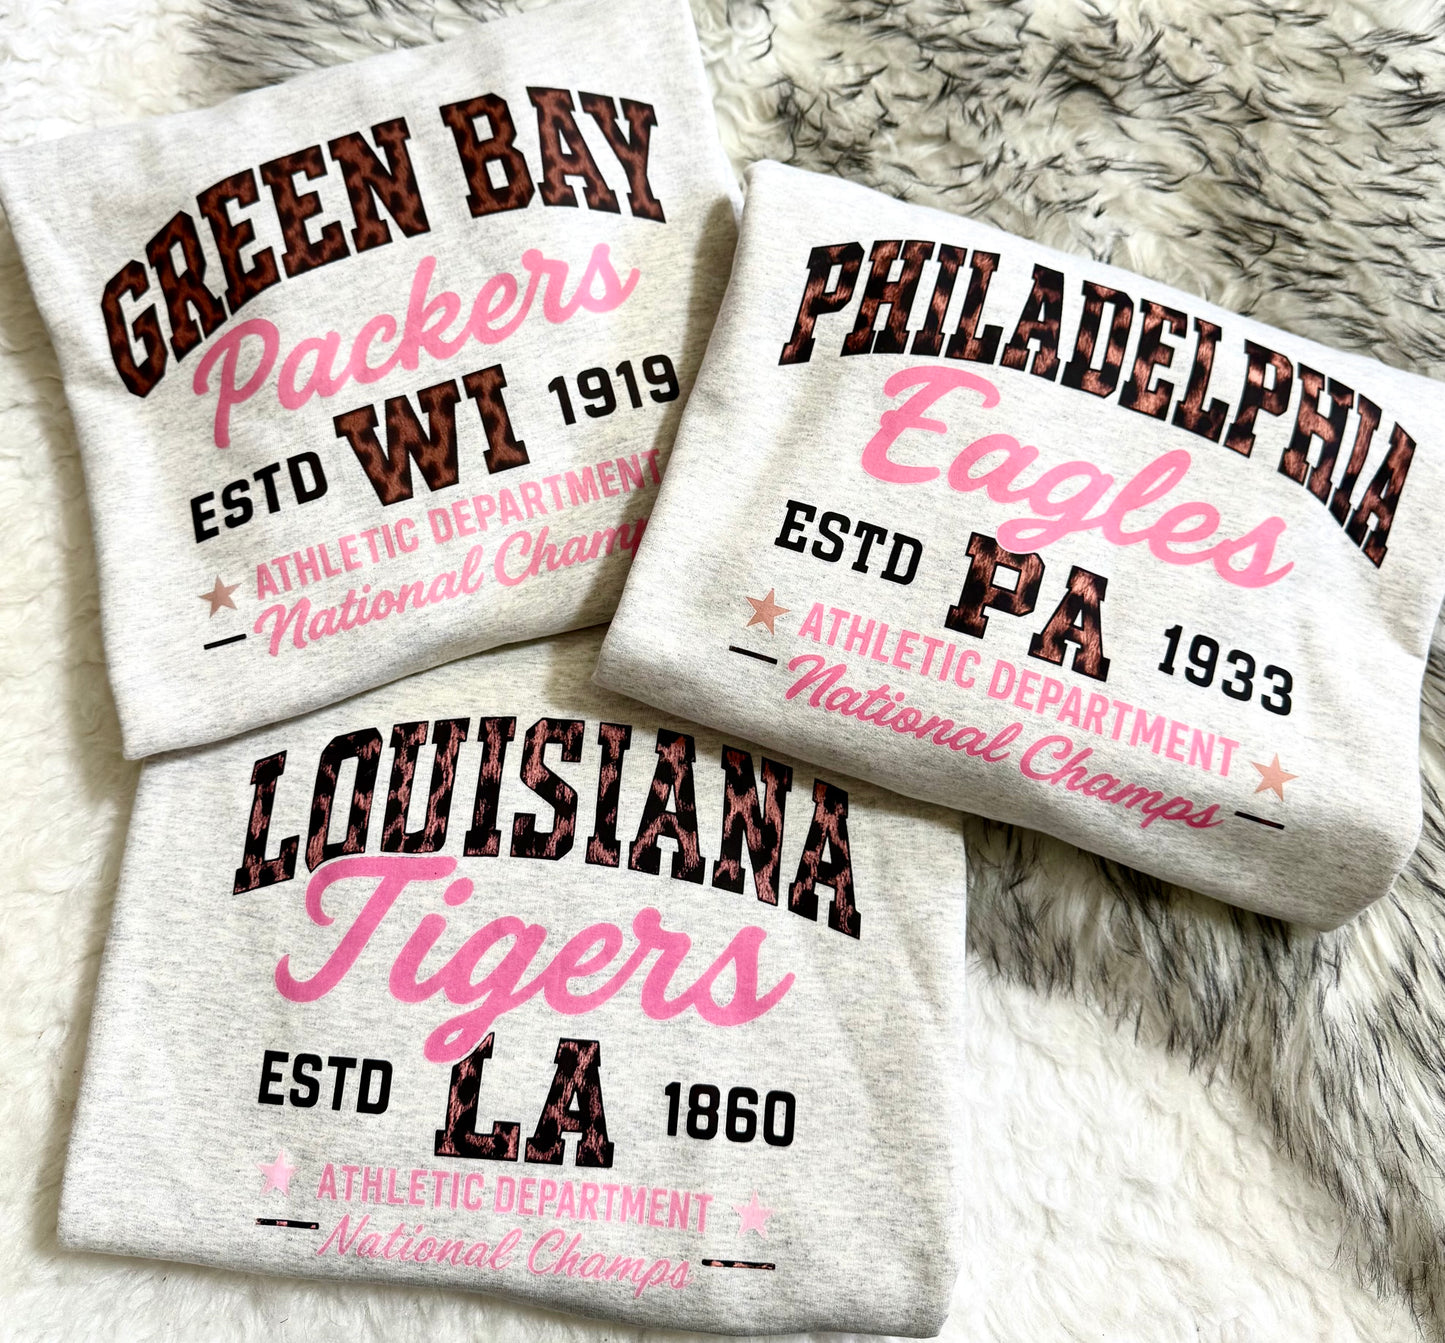 GREEN BAY
Packers
ESTD WI 1919
ATHLETIC DEPARTMENT
National
PHILADELPHIA
Eagles
ESTD PA 1933
ATHLETIC DEPARTMENT
National Champs
LOUISIANA
Tigers
ESTD LA 1860
ATHLETIC DEPARTMENT
National Champs